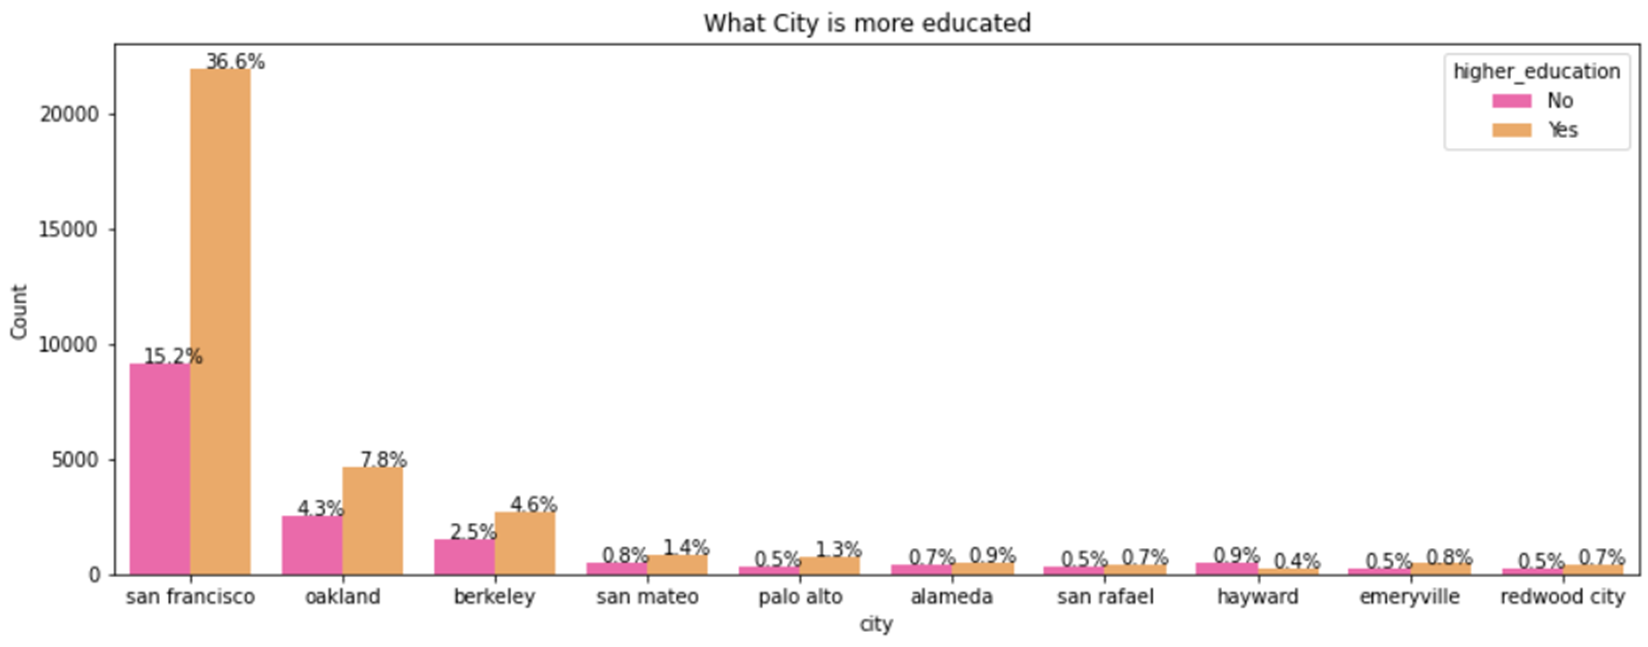 What City is more educated
higher_education
No
Yes
Count
20000
15000
10000
5000
0
15.2% 36.6%
4.3% 7.8%
2.5% 4.6%
0.8% 1.4%
0.5% 1.3%
0.7% 0.9%
0.5% 0.7%
0.9% 0.4%
0.5% 0.8%
0.5% 0.7%
san francisco oakland berkeley san mateo palo alto alameda san rafael hayward emeryville redwood city
city